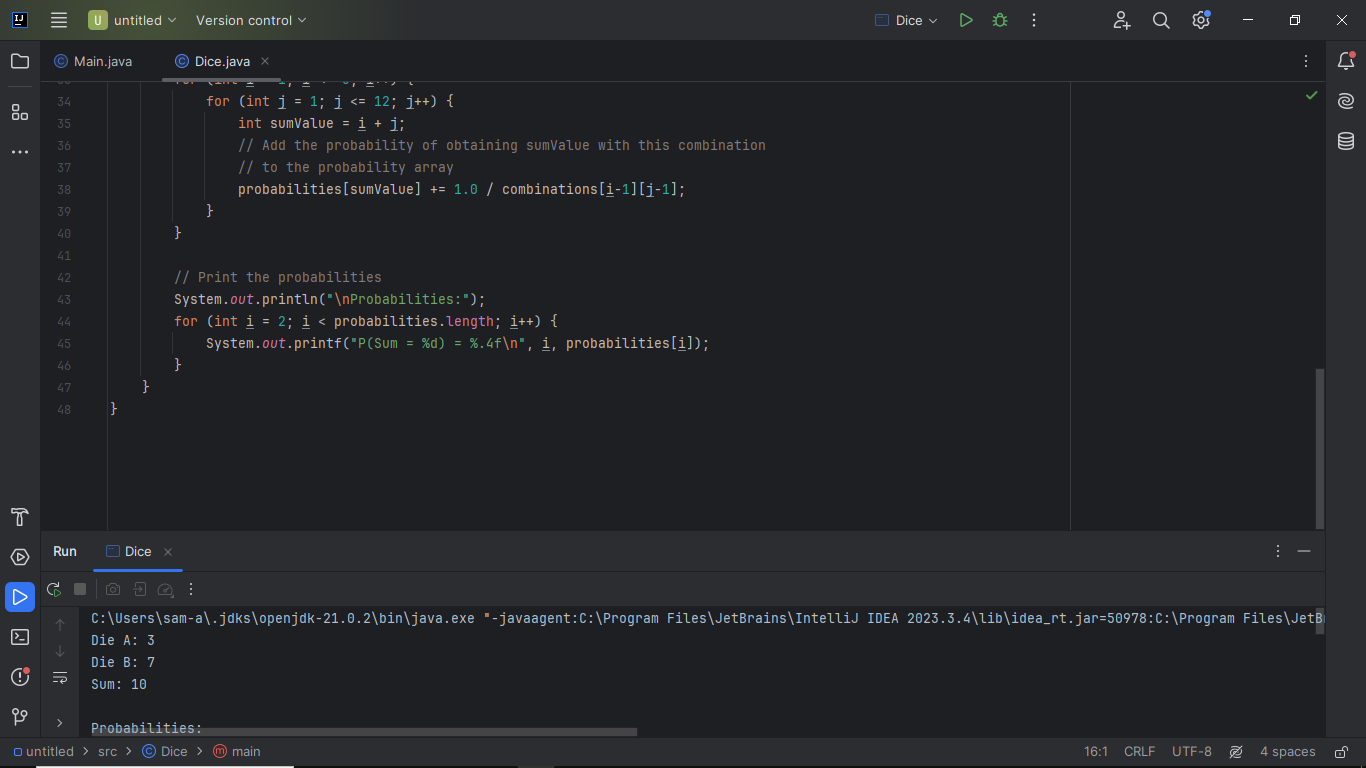 U untitled Version control Dice
Main.java Dice.java
34 for (int j = 1; j <= 12; j++) {
35 int sumValue = i + j;
36 // Add the probability of obtaining sumValue with this combination
37 // to the probability array
38 probabilities[sumValue] += 1.0 / combinations[i-1][j-1];
39 }
40 }
41
42 // Print the probabilities
43 System.out.println("\nProbabilities:");
44 for (int i = 2; i < probabilities.length; i++) {
45 System.out.printf("P(Sum = %d) = %.4f\n", i, probabilities[i]);
46 }
47 }
48 }
Run Dice
C:\Users\sam-a\.jdks\openjdk-21.0.2\bin\java.exe "-javaagent:C:\Program Files\JetBrains\IntelliJ IDEA 2023.3.4\lib\idea_rt.jar=50978:C:\Program Files\JetB
Die A: 3
Die B: 7
Sum: 10
Probabilities:
untitled > src > Dice > main 16:1 CRLF UTF-8 4 spaces